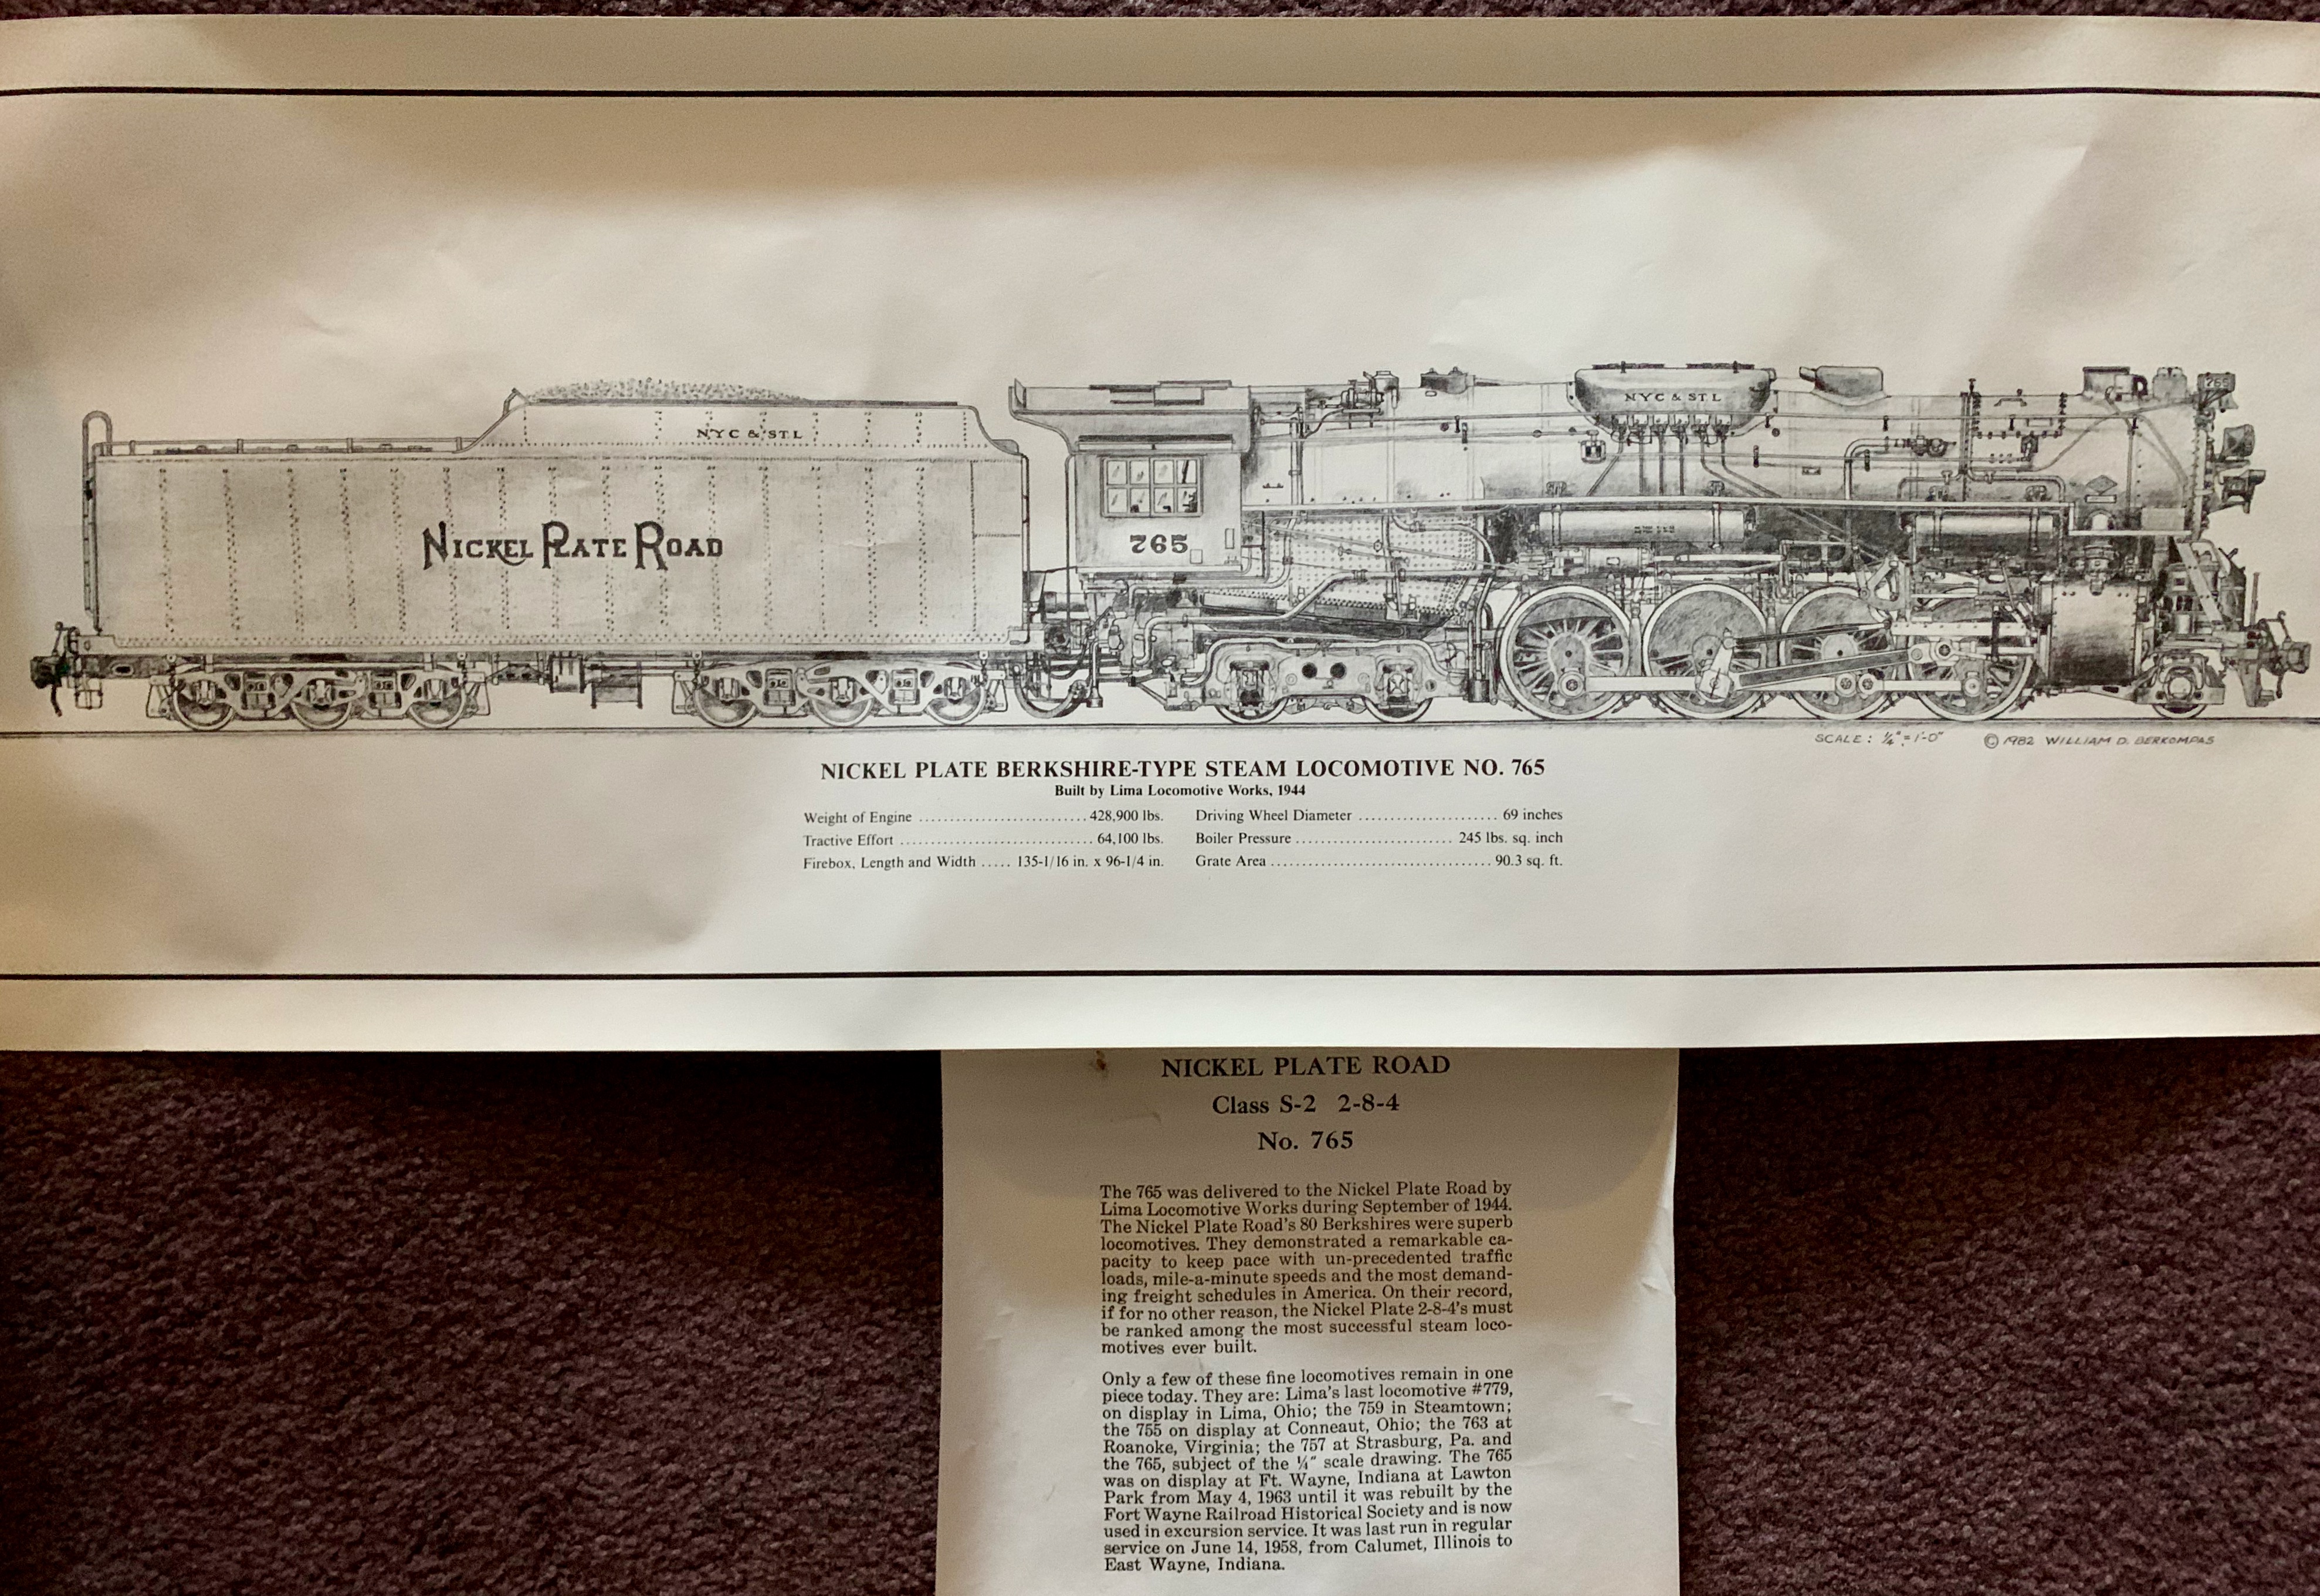 765
NYC & ST.L
NYC & ST.L
NICKEL PLATE ROAD
765
SCALE : ¼" = 1'-0"
© 1982 WILLIAM D. BERKOMPAS
NICKEL PLATE BERKSHIRE-TYPE STEAM LOCOMOTIVE NO. 765
Built by Lima Locomotive Works, 1944
Weight of Engine ........................... 428,900 lbs.
Tractive Effort ............................... 64,100 lbs.
Firebox, Length and Width ..... 135-1/16 in. x 96-1/4 in.
Driving Wheel Diameter ....................... 69 inches
Boiler Pressure .......................... 245 lbs. sq. inch
Grate Area .................................... 90.3 sq. ft.
NICKEL PLATE ROAD
Class S-2 2-8-4
No. 765
The 765 was delivered to the Nickel Plate Road by
Lima Locomotive Works during September of 1944.
The Nickel Plate Road's 80 Berkshires were superb
locomotives. They demonstrated a remarkable ca-
pacity to keep pace with un-precedented traffic
loads, mile-a-minute speeds and the most demand-
ing freight schedules in America. On their record,
if for no other reason, the Nickel Plate 2-8-4's must
be ranked among the most successful steam loco-
motives ever built.
Only a few of these fine locomotives remain in one
piece today. They are: Lima's last locomotive #779,
on display in Lima, Ohio; the 759 in Steamtown;
the 755 on display at Conneaut, Ohio; the 763 at
Roanoke, Virginia; the 757 at Strasburg, Pa. and
the 765, subject of the ¼" scale drawing. The 765
was on display at Ft. Wayne, Indiana at Lawton
Park from May 4, 1963 until it was rebuilt by the
Fort Wayne Railroad Historical Society and is now
used in excursion service. It was last run in regular
service on June 14, 1958, from Calumet, Illinois to
East Wayne, Indiana.